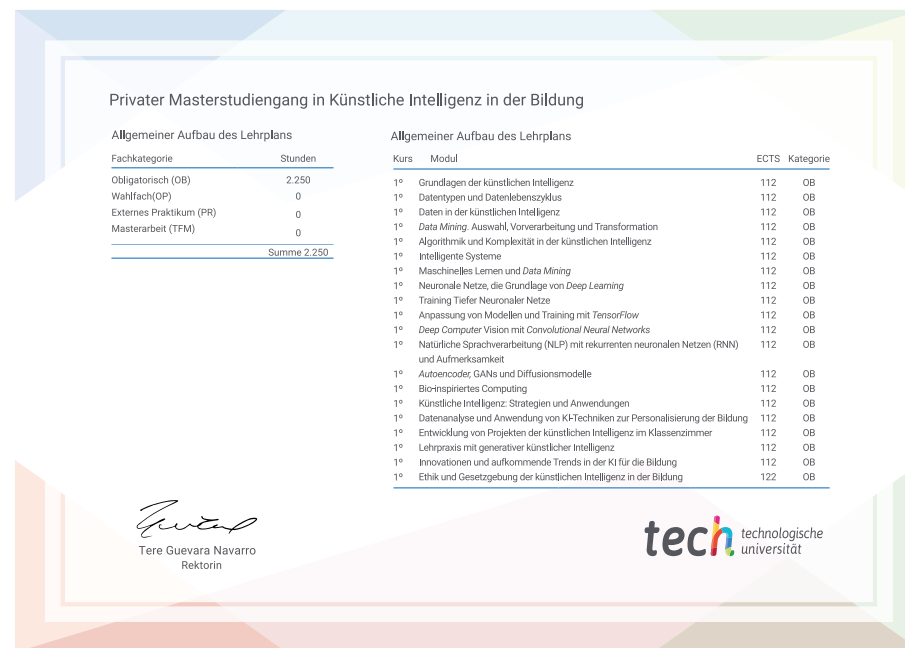 Privater Masterstudiengang in Künstliche Intelligenz in der Bildung
Allgemeiner Aufbau des Lehrplans
Fachkategorie Stunden
Obligatorisch (OB) 2.250
Wahlfach(OP) 0
Externes Praktikum (PR) 0
Masterarbeit (TFM) 0
Summe 2.250
Allgemeiner Aufbau des Lehrplans
Kurs Modul ECTS Kategorie
1º Grundlagen der künstlichen Intelligenz 112 OB
1º Datentypen und Datenlebenszyklus 112 OB
1º Daten in der künstlichen Intelligenz 112 OB
1º Data Mining. Auswahl, Vorverarbeitung und Transformation 112 OB
1º Algorithmik und Komplexität in der künstlichen Intelligenz 112 OB
1º Intelligente Systeme 112 OB
1º Maschinelles Lernen und Data Mining 112 OB
1º Neuronale Netze, die Grundlage von Deep Learning 112 OB
1º Training Tiefer Neuronaler Netze 112 OB
1º Anpassung von Modellen und Training mit TensorFlow 112 OB
1º Deep Computer Vision mit Convolutional Neural Networks 112 OB
1º Natürliche Sprachverarbeitung (NLP) mit rekurrenten neuronalen Netzen (RNN) 112 OB
und Aufmerksamkeit
1º Autoencoder, GANs und Diffusionsmodelle 112 OB
1º Bio-inspiriertes Computing 112 OB
1º Künstliche Intelligenz: Strategien und Anwendungen 112 OB
1º Datenanalyse und Anwendung von KI-Techniken zur Personalisierung der Bildung 112 OB
1º Entwicklung von Projekten der künstlichen Intelligenz im Klassenzimmer 112 OB
1º Lehrpraxis mit generativer künstlicher Intelligenz 112 OB
1º Innovationen und aufkommende Trends in der KI für die Bildung 112 OB
1º Ethik und Gesetzgebung der künstlichen Intelligenz in der Bildung 122 OB
Tere Guevara Navarro
Rektorin
tech technologische
universität